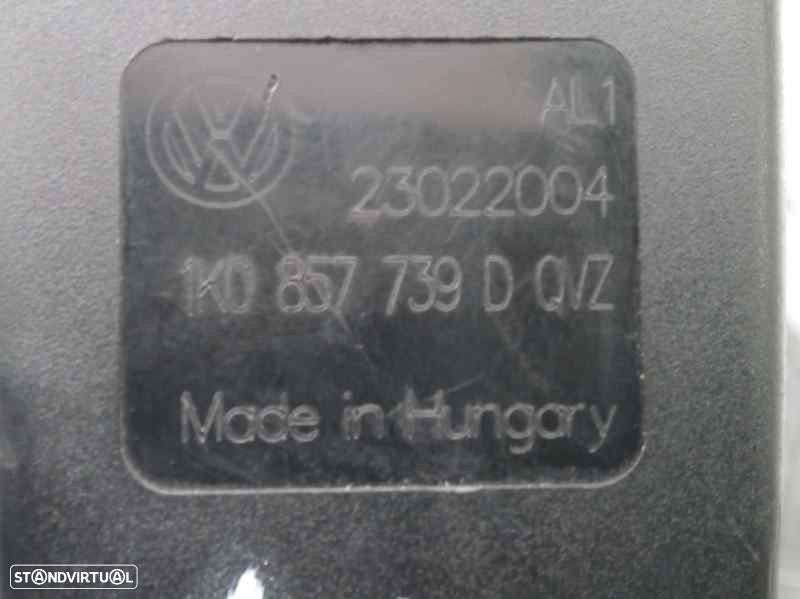 AL1
23022004
1K0 857 739 D QVZ
Made in Hungary
STANDVIRTUAL